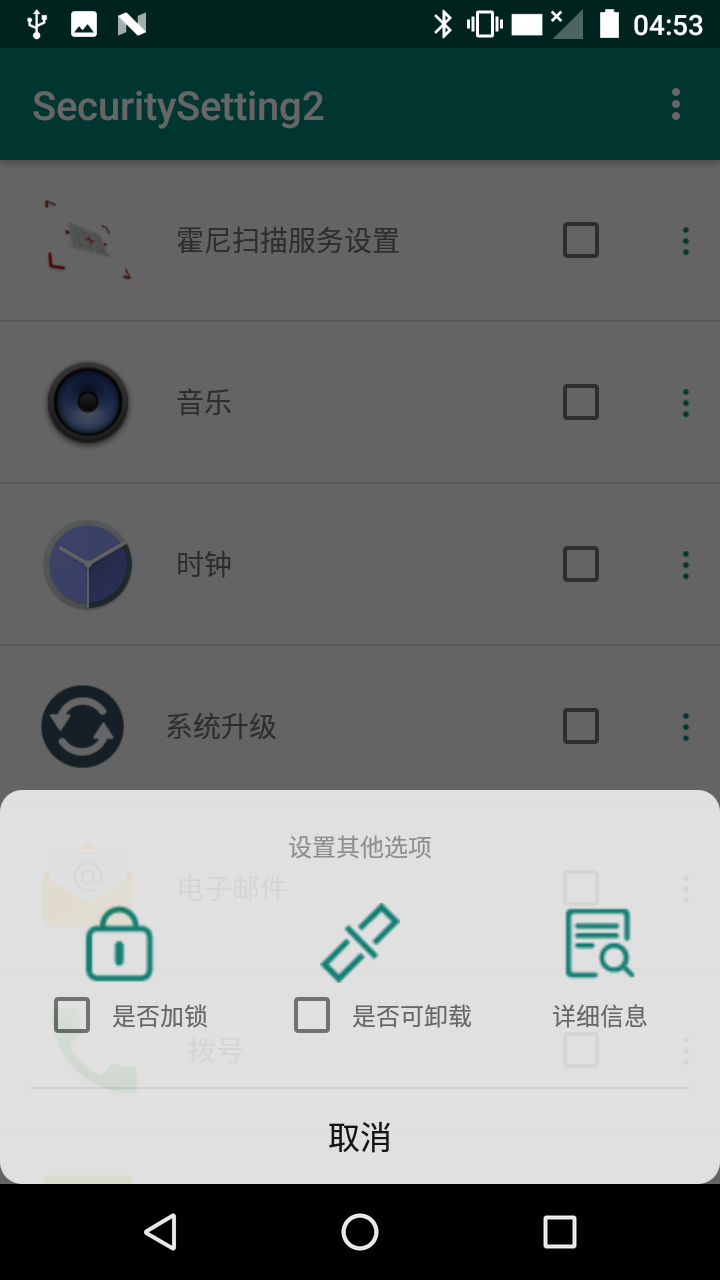 04:53
SecuritySetting2
霍尼扫描服务设置
音乐
时钟
系统升级
设置其他选项
电子邮件
是否加锁
是否可卸载
详细信息
拨号
取消